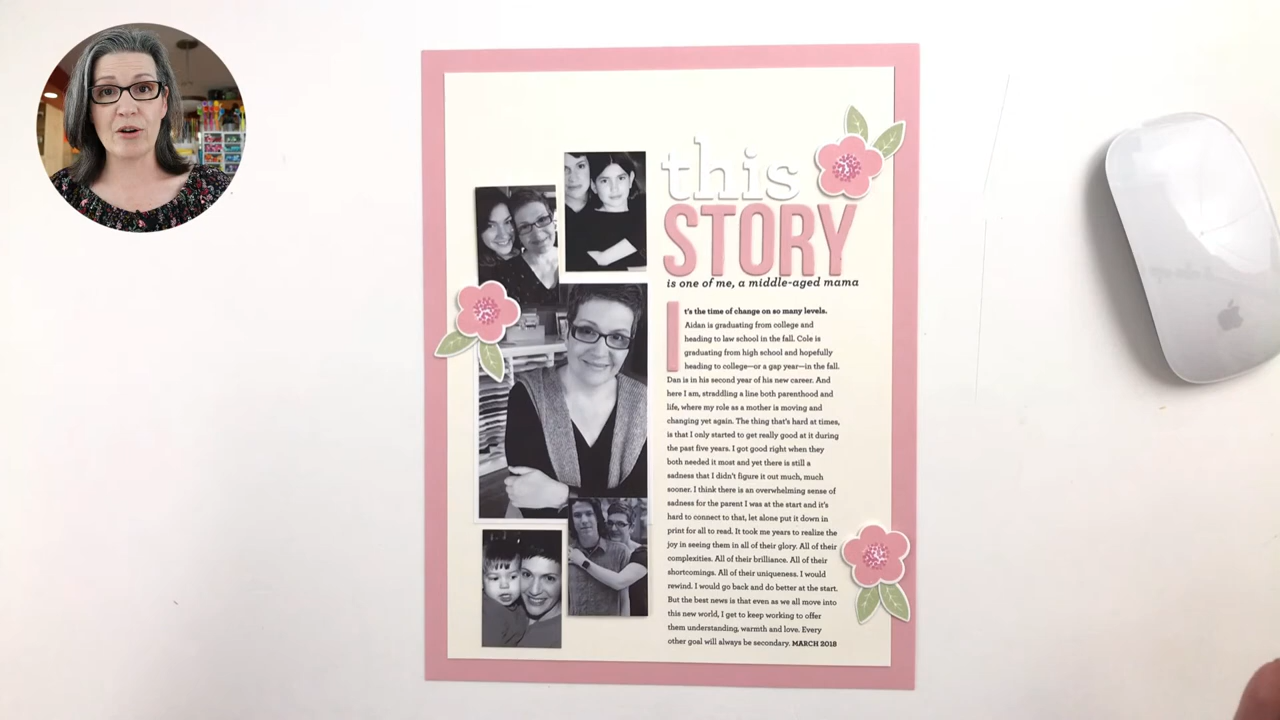 this
STORY
is one of me, a middle-aged mama
It's the time of change on so many levels.
Aidan is graduating from college and
heading to law school in the fall. Cole is
graduating from high school and hopefully
heading to college—or a gap year—in the fall.
Dan is in his second year of his new career. And
here I am, straddling a line both parenthood and
life, where my role as a mother is moving and
changing yet again. The thing that's hard at times,
is that I only started to get really good at it during
the past five years. I got good right when they
both needed it most and yet there is still a
sadness that I didn't figure it out much, much
sooner. I think there is an overwhelming sense of
sadness for the parent I was at the start and it's
hard to connect to that, let alone put it down in
print for all to read. It took me years to realize the
joy in seeing them in all of their glory. All of their
complexities. All of their brilliance. All of their
shortcomings. All of their uniqueness. I would
rewind. I would go back and do better at the start.
But the best news is that even as we all move into
this new world, I get to keep working to offer
them understanding, warmth and love. Every
other goal will always be secondary. MARCH 2018